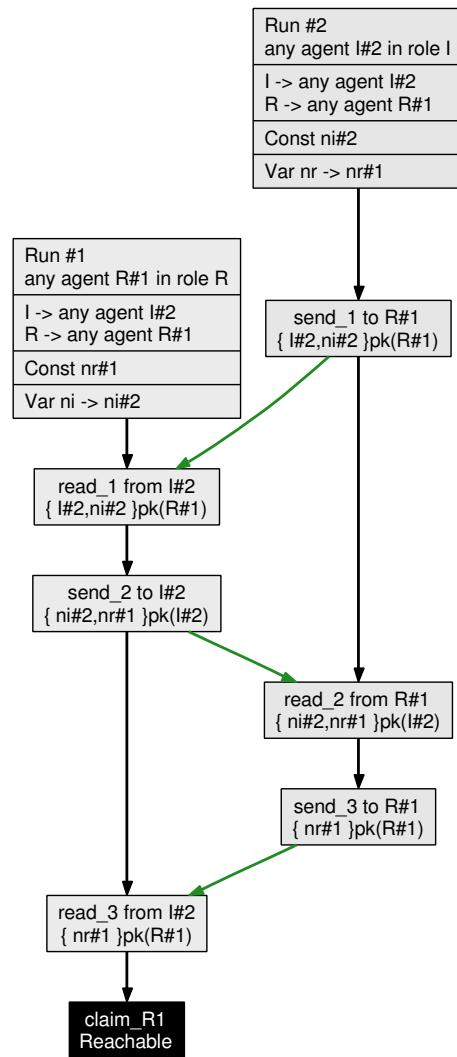 Run #2
any agent I#2 in role I
I -> any agent I#2
R -> any agent R#1
Const ni#2
Var nr -> nr#1
Run #1
any agent R#1 in role R
I -> any agent I#2
R -> any agent R#1
Const nr#1
Var ni -> ni#2
send_1 to R#1
{ I#2,ni#2 }pk(R#1)
read_1 from I#2
{ I#2,ni#2 }pk(R#1)
send_2 to I#2
{ ni#2,nr#1 }pk(I#2)
read_2 from R#1
{ ni#2,nr#1 }pk(I#2)
send_3 to R#1
{ nr#1 }pk(R#1)
read_3 from I#2
{ nr#1 }pk(R#1)
claim_R1
Reachable